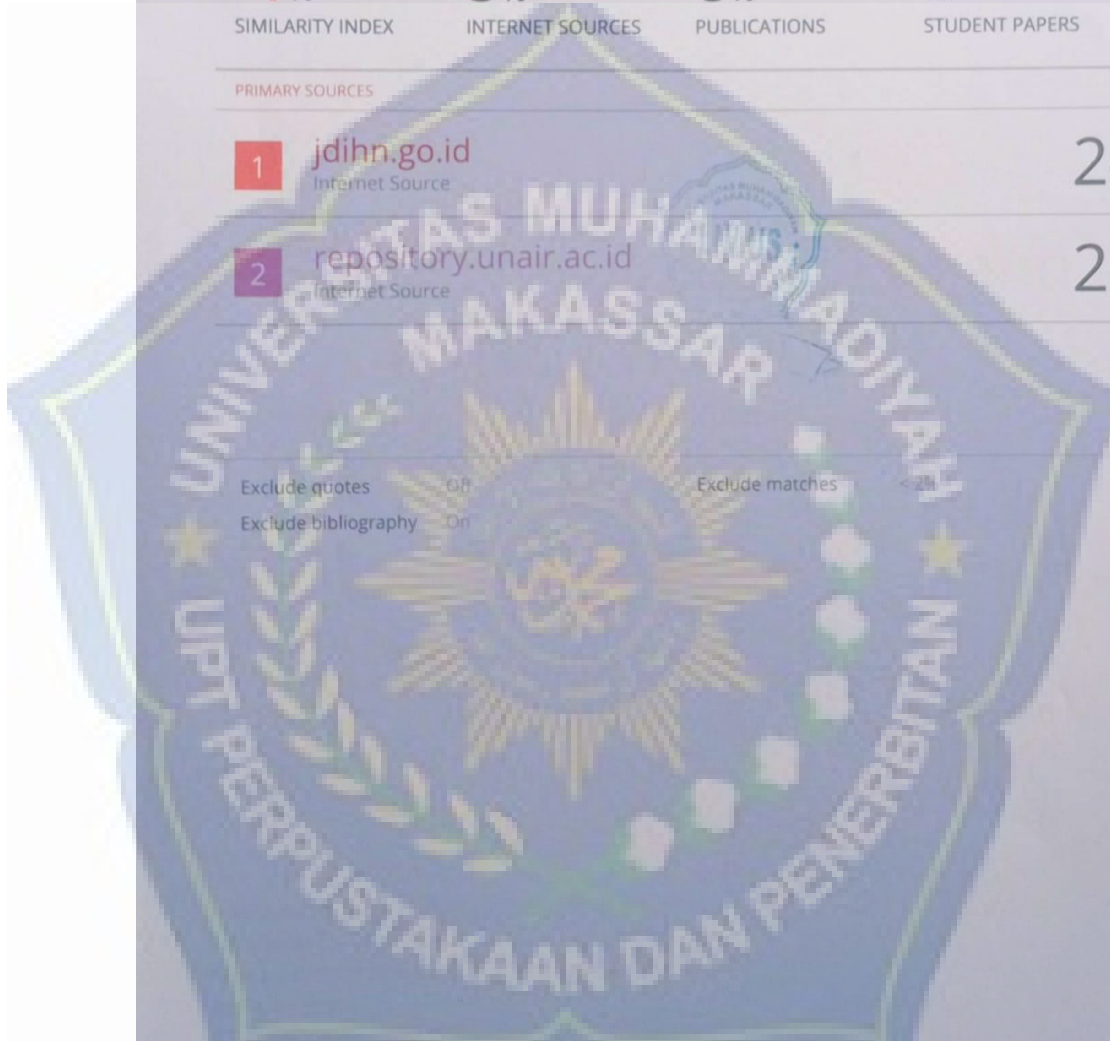 SIMILARITY INDEX INTERNET SOURCES PUBLICATIONS STUDENT PAPERS
PRIMARY SOURCES
1 jdihn.go.id 2
Internet Source
2 repository.unair.ac.id 2
Internet Source
Exclude quotes Off Exclude matches < 2%
Exclude bibliography On
UNIVERSITAS MUHAMMADIYAH
MAKASSAR
UPT PERPUSTAKAAN DAN PENERBITAN